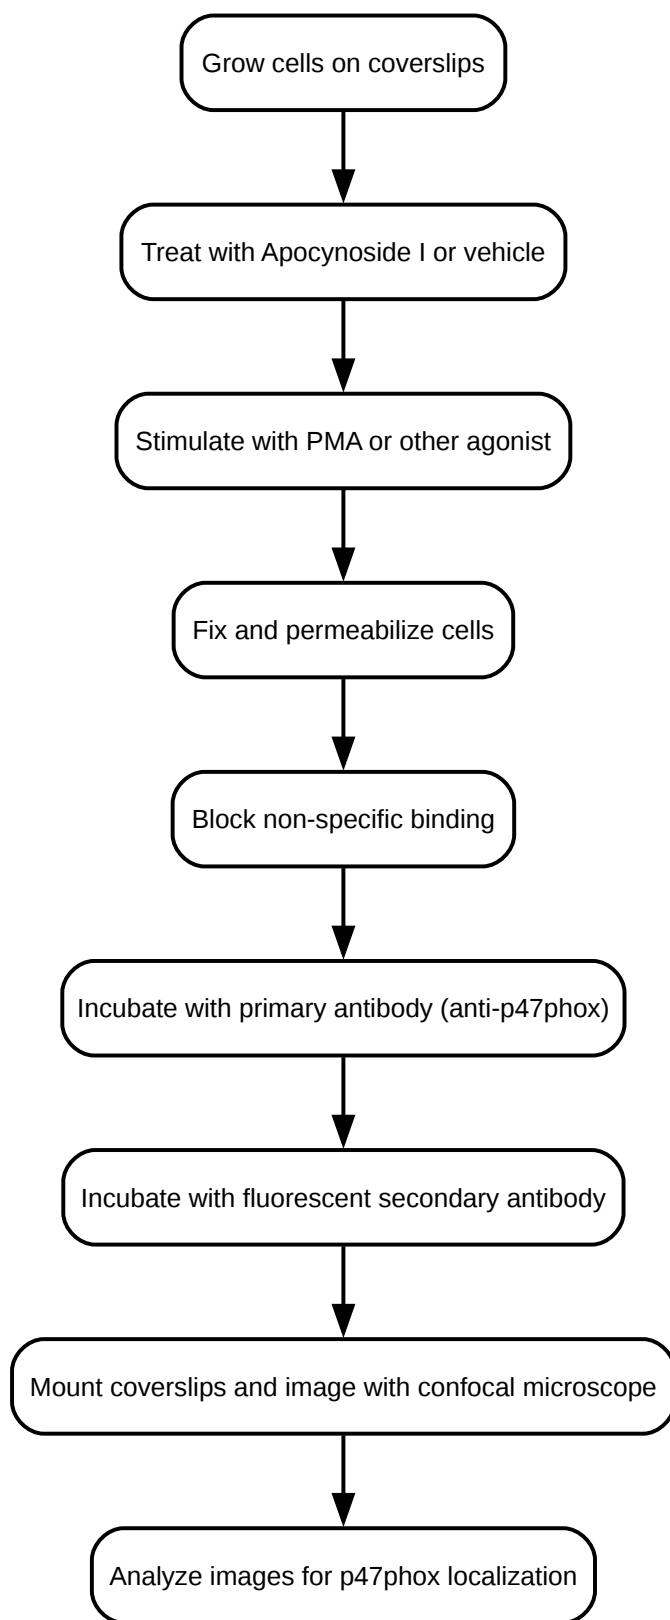 Grow cells on coverslips
Treat with Apocynoside I or vehicle
Stimulate with PMA or other agonist
Fix and permeabilize cells
Block non-specific binding
Incubate with primary antibody (anti-p47phox)
Incubate with fluorescent secondary antibody
Mount coverslips and image with confocal microscope
Analyze images for p47phox localization